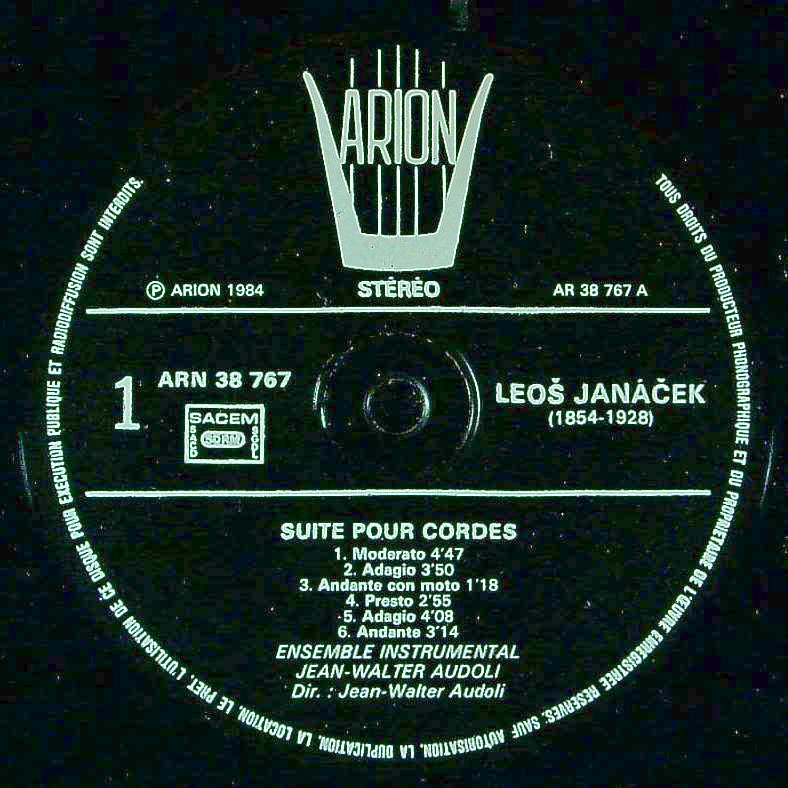 ARION
TOUS DROITS DU PRODUCTEUR PHONOGRAPHIQUE ET DU PROPRIETAIRE DE L'ŒUVRE ENREGISTREE RESERVES. SAUF AUTORISATION, LA DUPLICATION, LA LOCATION, LE PRET, L'UTILISATION DE CE DISQUE POUR EXECUTION PUBLIQUE ET RADIODIFFUSION SONT INTERDITS.
Ⓟ ARION 1984
STÉRÉO
AR 38 767 A
1
ARN 38 767
SACEM
SACD
SDRM
SGDL
LEOŠ JANÁČEK
(1854-1928)
SUITE POUR CORDES
1. Moderato 4'47
2. Adagio 3'50
3. Andante con moto 1'18
4. Presto 2'55
5. Adagio 4'08
6. Andante 3'14
ENSEMBLE INSTRUMENTAL
JEAN-WALTER AUDOLI
Dir. : Jean-Walter Audoli